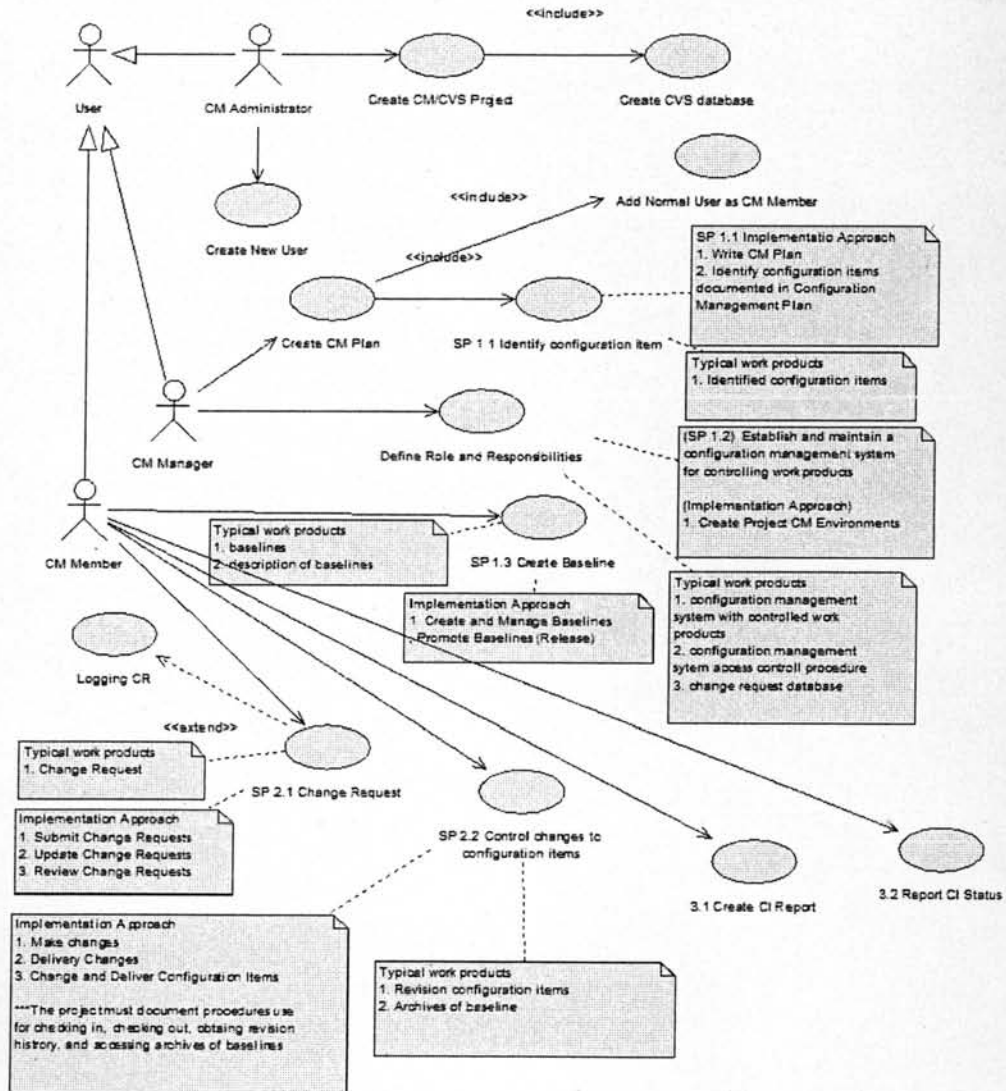 <<include>>
User
CM Administrator
Create CM/CVS Project
Create CVS database
<<include>>
Add Normal User as CM Member
Create New User
<<include>>
SP 1.1 Implementatio Approach
1. Write CM Plan
2. Identify configuration items
documented in Configuration
Management Plan
Create CM Plan
SP 1.1 Identify configuration item
Typical work products
1. Identified configuration items
CM Manager
Define Role and Responsibilities
(SP 1.2) Establish and maintain a
configuration management system
for controlling work products
(Implementation Approach)
1. Create Project CM Environments
CM Member
Typical work products
1. baselines
2. description of baselines
SP 1.3 Create Baseline
Implementation Approach
1. Create and Manage Baselines
. Promote Baselines (Release)
Typical work products
1. configuration management
system with controlled work
products
2. configuration management
sytem access controll procedure
3. change request database
Logging CR
<<extend>>
Typical work products
1. Change Request
SP 2.1 Change Request
Implementation Approach
1. Submit Change Requests
2. Update Change Requests
3. Review Change Requests
SP 2.2 Control changes to
configuration items
3.1 Create CI Report
3.2 Report CI Status
Implementation Approach
1. Make changes
2. Delivery Changes
3. Change and Deliver Configuration Items
***The project must document procedures use
for checking in, checking out, obtaing revision
history, and accessing archives of baselines
Typical work products
1. Revision configuration items
2. Archives of baseline